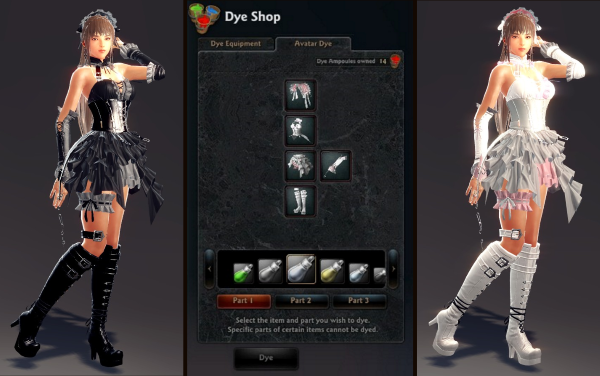 Dye Shop
Dye Equipment
Avatar Dye
Dye Ampoules owned 14
Part 1
Part 2
Part 3
Select the item and part you wish to dye.
Specific parts of certain items cannot be dyed.
Dye